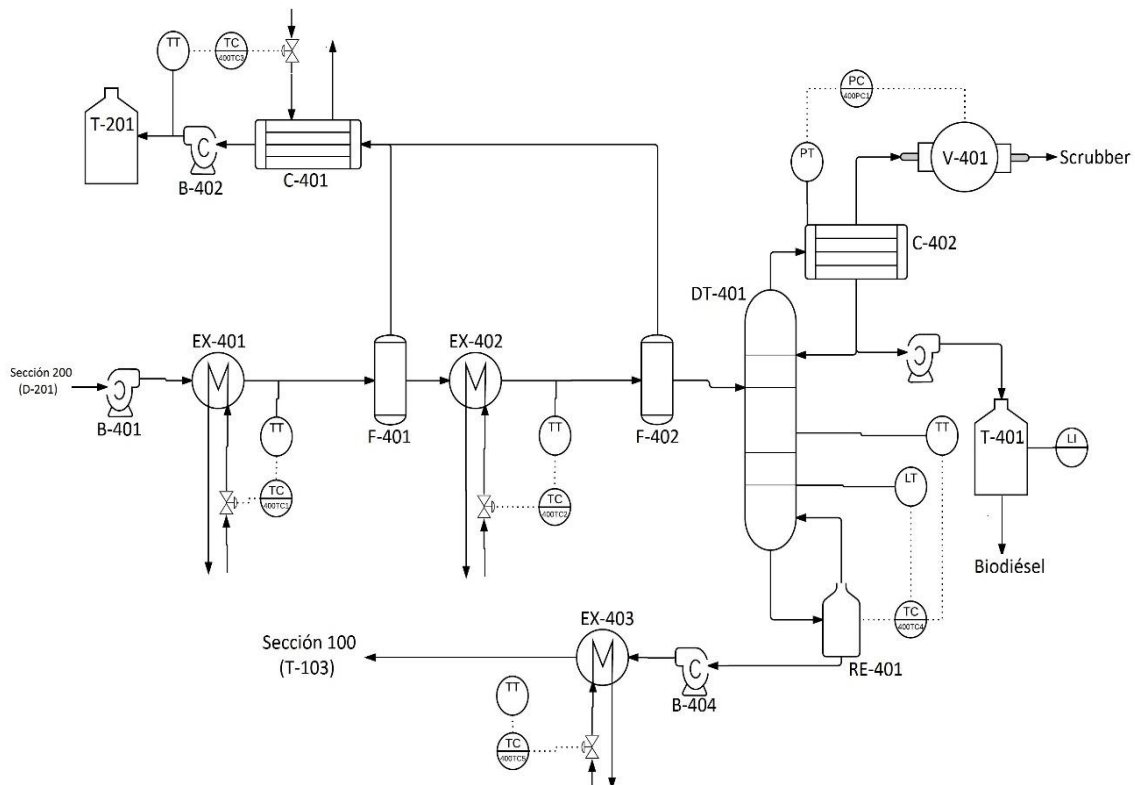 TT
TC
400TC3
T-201
B-402
C-401
PC
400PC1
PT
V-401
Scrubber
C-402
DT-401
EX-401
EX-402
Sección 200
(D-201)
B-401
F-401
F-402
TT
TC
400TC1
TT
TC
400TC2
TT
LT
T-401
LI
Biodiésel
TC
400TC4
RE-401
EX-403
Sección 100
(T-103)
B-404
TT
TC
400TC5